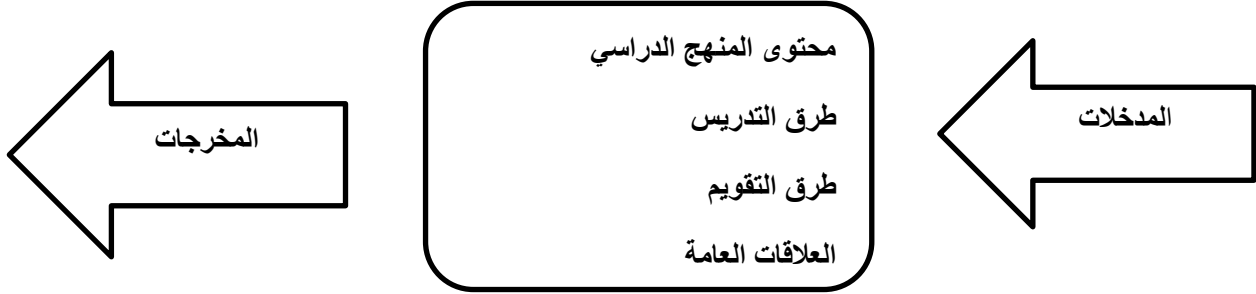 المدخلات
محتوى المنهج الدراسي
طرق التدريس
طرق التقويم
العلاقات العامة
المخرجات